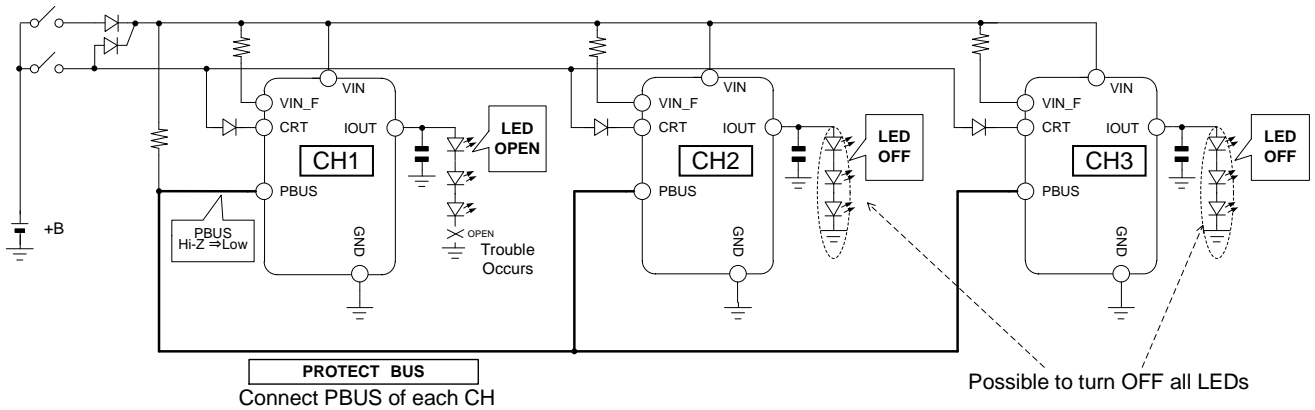 VIN
VIN_F
CRT
IOUT
CH1
PBUS
GND
LED
OPEN
OPEN
Trouble
Occurs
+B
PBUS
Hi-Z ⇒Low
VIN
VIN_F
CRT
IOUT
CH2
PBUS
GND
LED
OFF
VIN
VIN_F
CRT
IOUT
CH3
PBUS
GND
LED
OFF
PROTECT BUS
Connect PBUS of each CH
Possible to turn OFF all LEDs